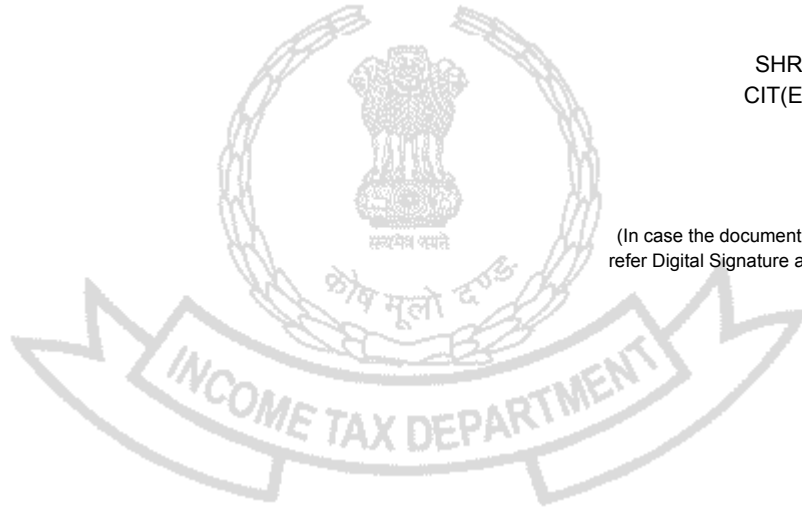 SHR
CIT(E
(In case the document
refer Digital Signature a
सत्यमेव जयते
कोष मूलो दण्डः
INCOME TAX DEPARTMENT